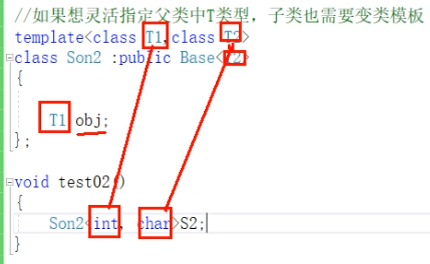 //如果想灵活指定父类中T类型，子类也需要变类模板
template<class T1,class T2>
class Son2 :public Base<T2>
{
T1 obj;
};
void test02()
{
Son2<int, char>S2;
}